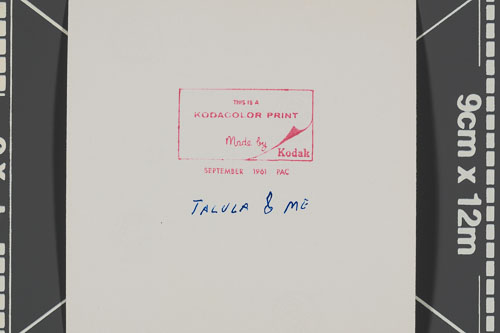 THIS IS A
KODACOLOR PRINT
Made by
Kodak
SEPTEMBER 1961 PAC
TALULA & ME
9cm x 12m